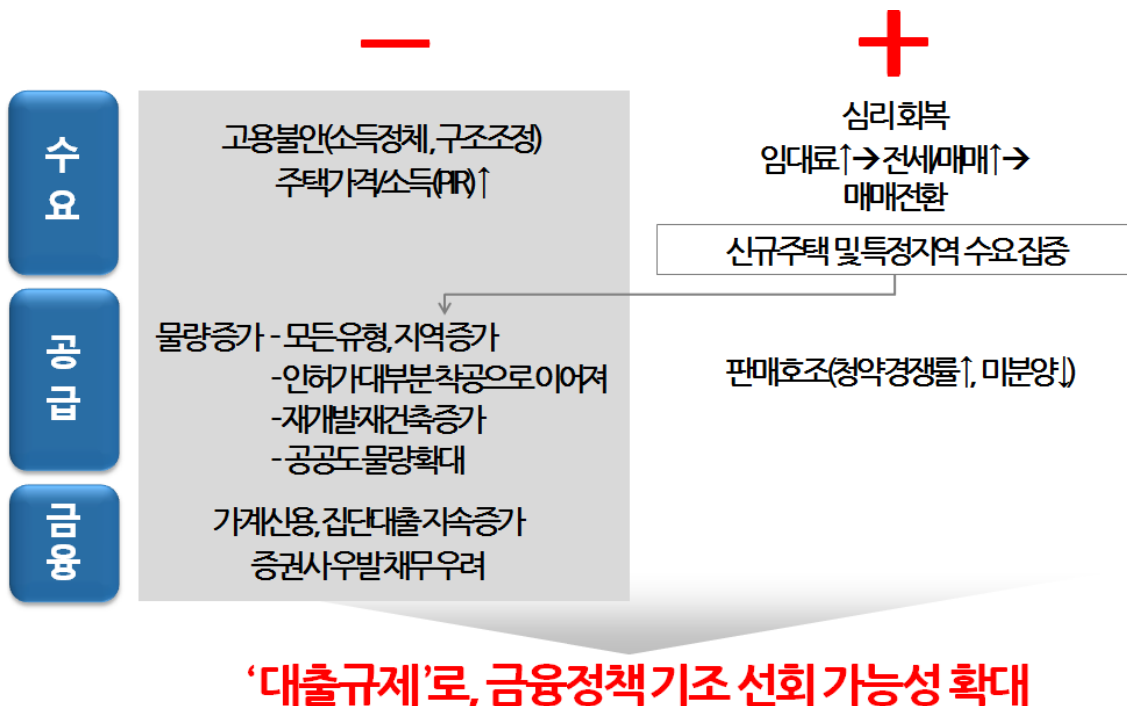 − +
수요
고용불안(소득정체, 구조조정)
주택가격/소득(PIR)↑
심리 회복
임대료↑→전세/매매↑→
매매전환
신규주택 및 특정지역 수요 집중
공급
물량 증가 - 모든 유형, 지역 증가
-인허가 대부분 착공으로 이어져
-재개발재건축 증가
- 공공도 물량 확대
판매호조(청약경쟁률↑, 미분양↓)
금융
가계신용, 집단대출 지속 증가
증권사 우발채무 우려
‘대출규제’로, 금융정책 기조 선회 가능성 확대